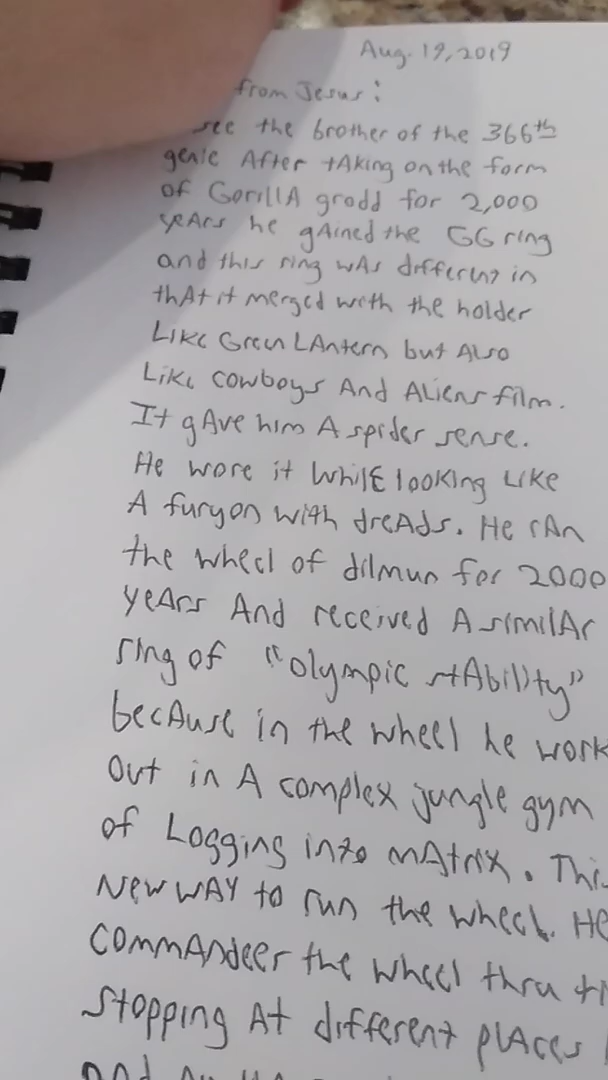 Aug. 19, 2019
from Jesus:
see the brother of the 366th
genie After tAking on the form
of GorillA grodd for 2,000
yeArs he gAined the GG ring
and this ring wAs different in
thAt it merged with the holder
Like Green LAntern but Also
Like cowboys And Aliens film.
It gAve him A spider sense.
He wore it while looking Like
A furyon with dreAds. He rAn
the wheel of dilmun for 2000
yeArs And received A similAr
ring of "olympic stAbility"
becAuse in the wheel he work
out in A complex jungle gym
of Logging into mAtrix. This
New wAy to run the wheel. He
commAndeer the wheel thru
stopping At different plAces
and